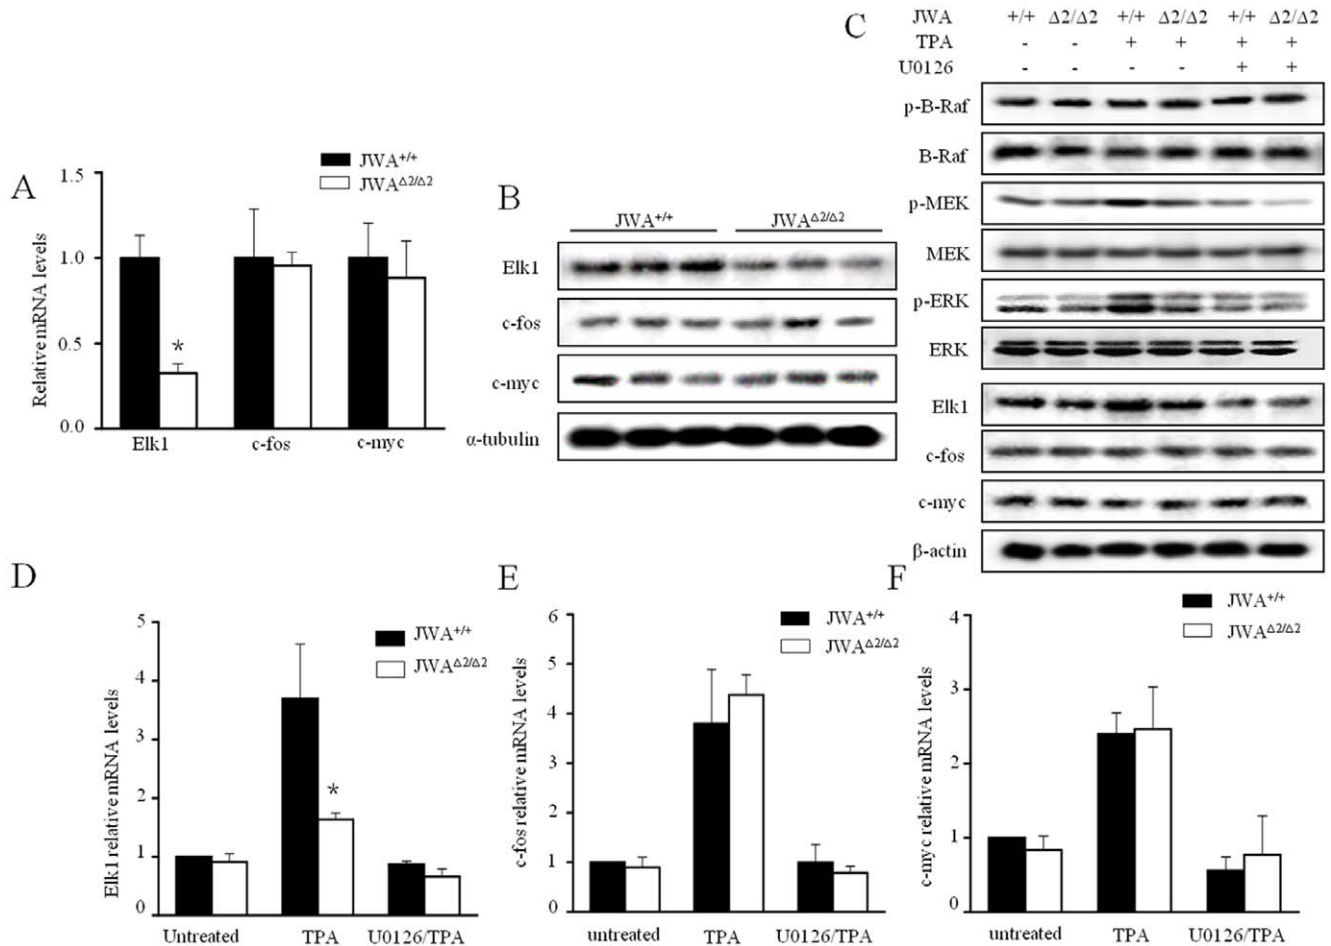 A
JWA+/+
JWAΔ2/Δ2
Relative mRNA levels
1.5
1.0
0.5
0.0
*
Elk1 c-fos c-myc
B
JWA+/+ JWAΔ2/Δ2
Elk1
c-fos
c-myc
α-tubulin
C
JWA +/+ Δ2/Δ2 +/+ Δ2/Δ2 +/+ Δ2/Δ2
TPA - - + + + +
U0126 - - - - + +
p-B-Raf
B-Raf
p-MEK
MEK
p-ERK
ERK
Elk1
c-fos
c-myc
β-actin
D
JWA+/+
JWAΔ2/Δ2
Elk1 relative mRNA levels
5
4
3
2
1
0
*
Untreated TPA U0126/TPA
E
JWA+/+
JWAΔ2/Δ2
c-fos relative mRNA levels
6
5
4
3
2
1
0
untreated TPA U0126/TPA
F
JWA+/+
JWAΔ2/Δ2
c-myc relative mRNA levels
4
3
2
1
0
Untreated TPA U0126/TPA